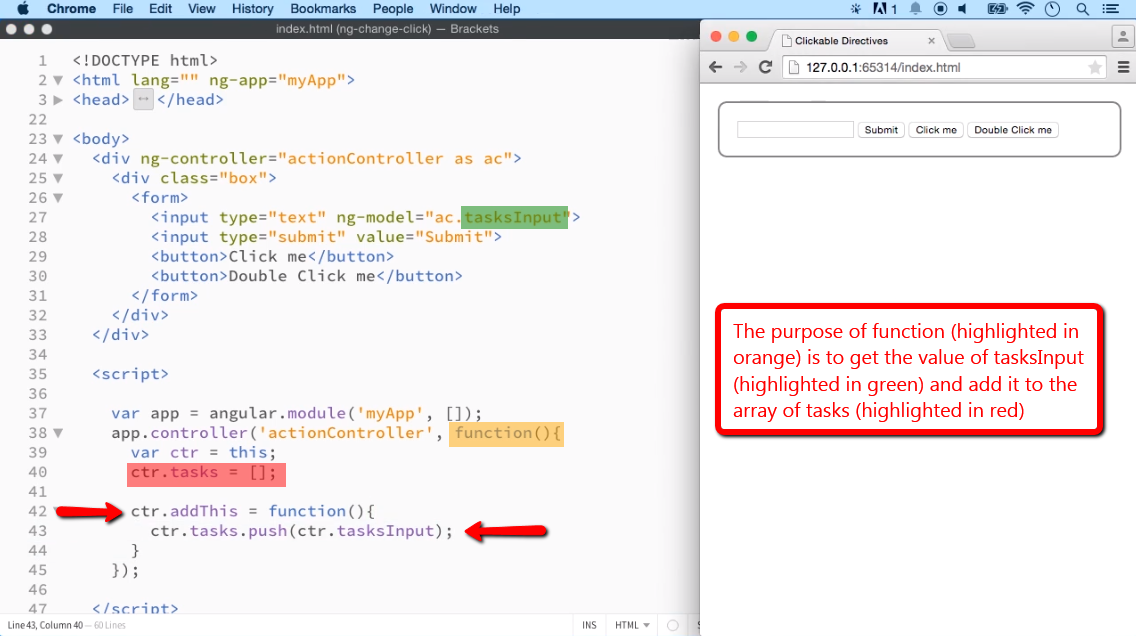 Chrome File Edit View History Bookmarks People Window Help 1
index.html (ng-change-click) — Brackets
1 <!DOCTYPE html>
2 <html lang="" ng-app="myApp">
3 <head></head>
22
23 <body>
24 <div ng-controller="actionController as ac">
25 <div class="box">
26 <form>
27 <input type="text" ng-model="ac.tasksInput">
28 <input type="submit" value="Submit">
29 <button>Click me</button>
30 <button>Double Click me</button>
31 </form>
32 </div>
33 </div>
34
35 <script>
36
37 var app = angular.module('myApp', []);
38 app.controller('actionController', function(){
39 var ctr = this;
40 ctr.tasks = [];
41
42 ctr.addThis = function(){
43 ctr.tasks.push(ctr.tasksInput);
44 }
45 });
46
47 </script>
Line 43, Column 40 — 60 Lines INS HTML
Clickable Directives
127.0.0.1:65314/index.html
Submit Click me Double Click me
The purpose of function (highlighted in
orange) is to get the value of tasksInput
(highlighted in green) and add it to the
array of tasks (highlighted in red)